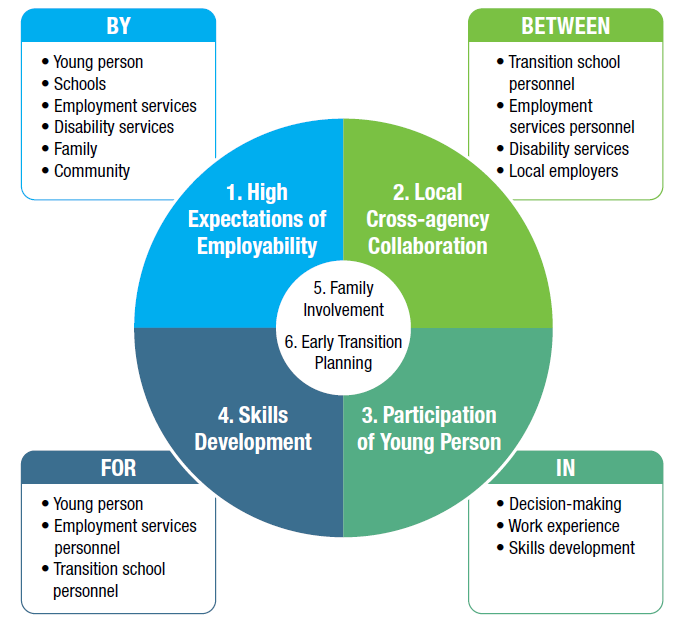 BY
• Young person
• Schools
• Employment services
• Disability services
• Family
• Community
BETWEEN
• Transition school
personnel
• Employment
services personnel
• Disability services
• Local employers
1. High
Expectations of
Employability
2. Local
Cross-agency
Collaboration
5. Family
Involvement
6. Early Transition
Planning
4. Skills
Development
3. Participation
of Young Person
FOR
• Young person
• Employment services
personnel
• Transition school
personnel
IN
• Decision-making
• Work experience
• Skills development